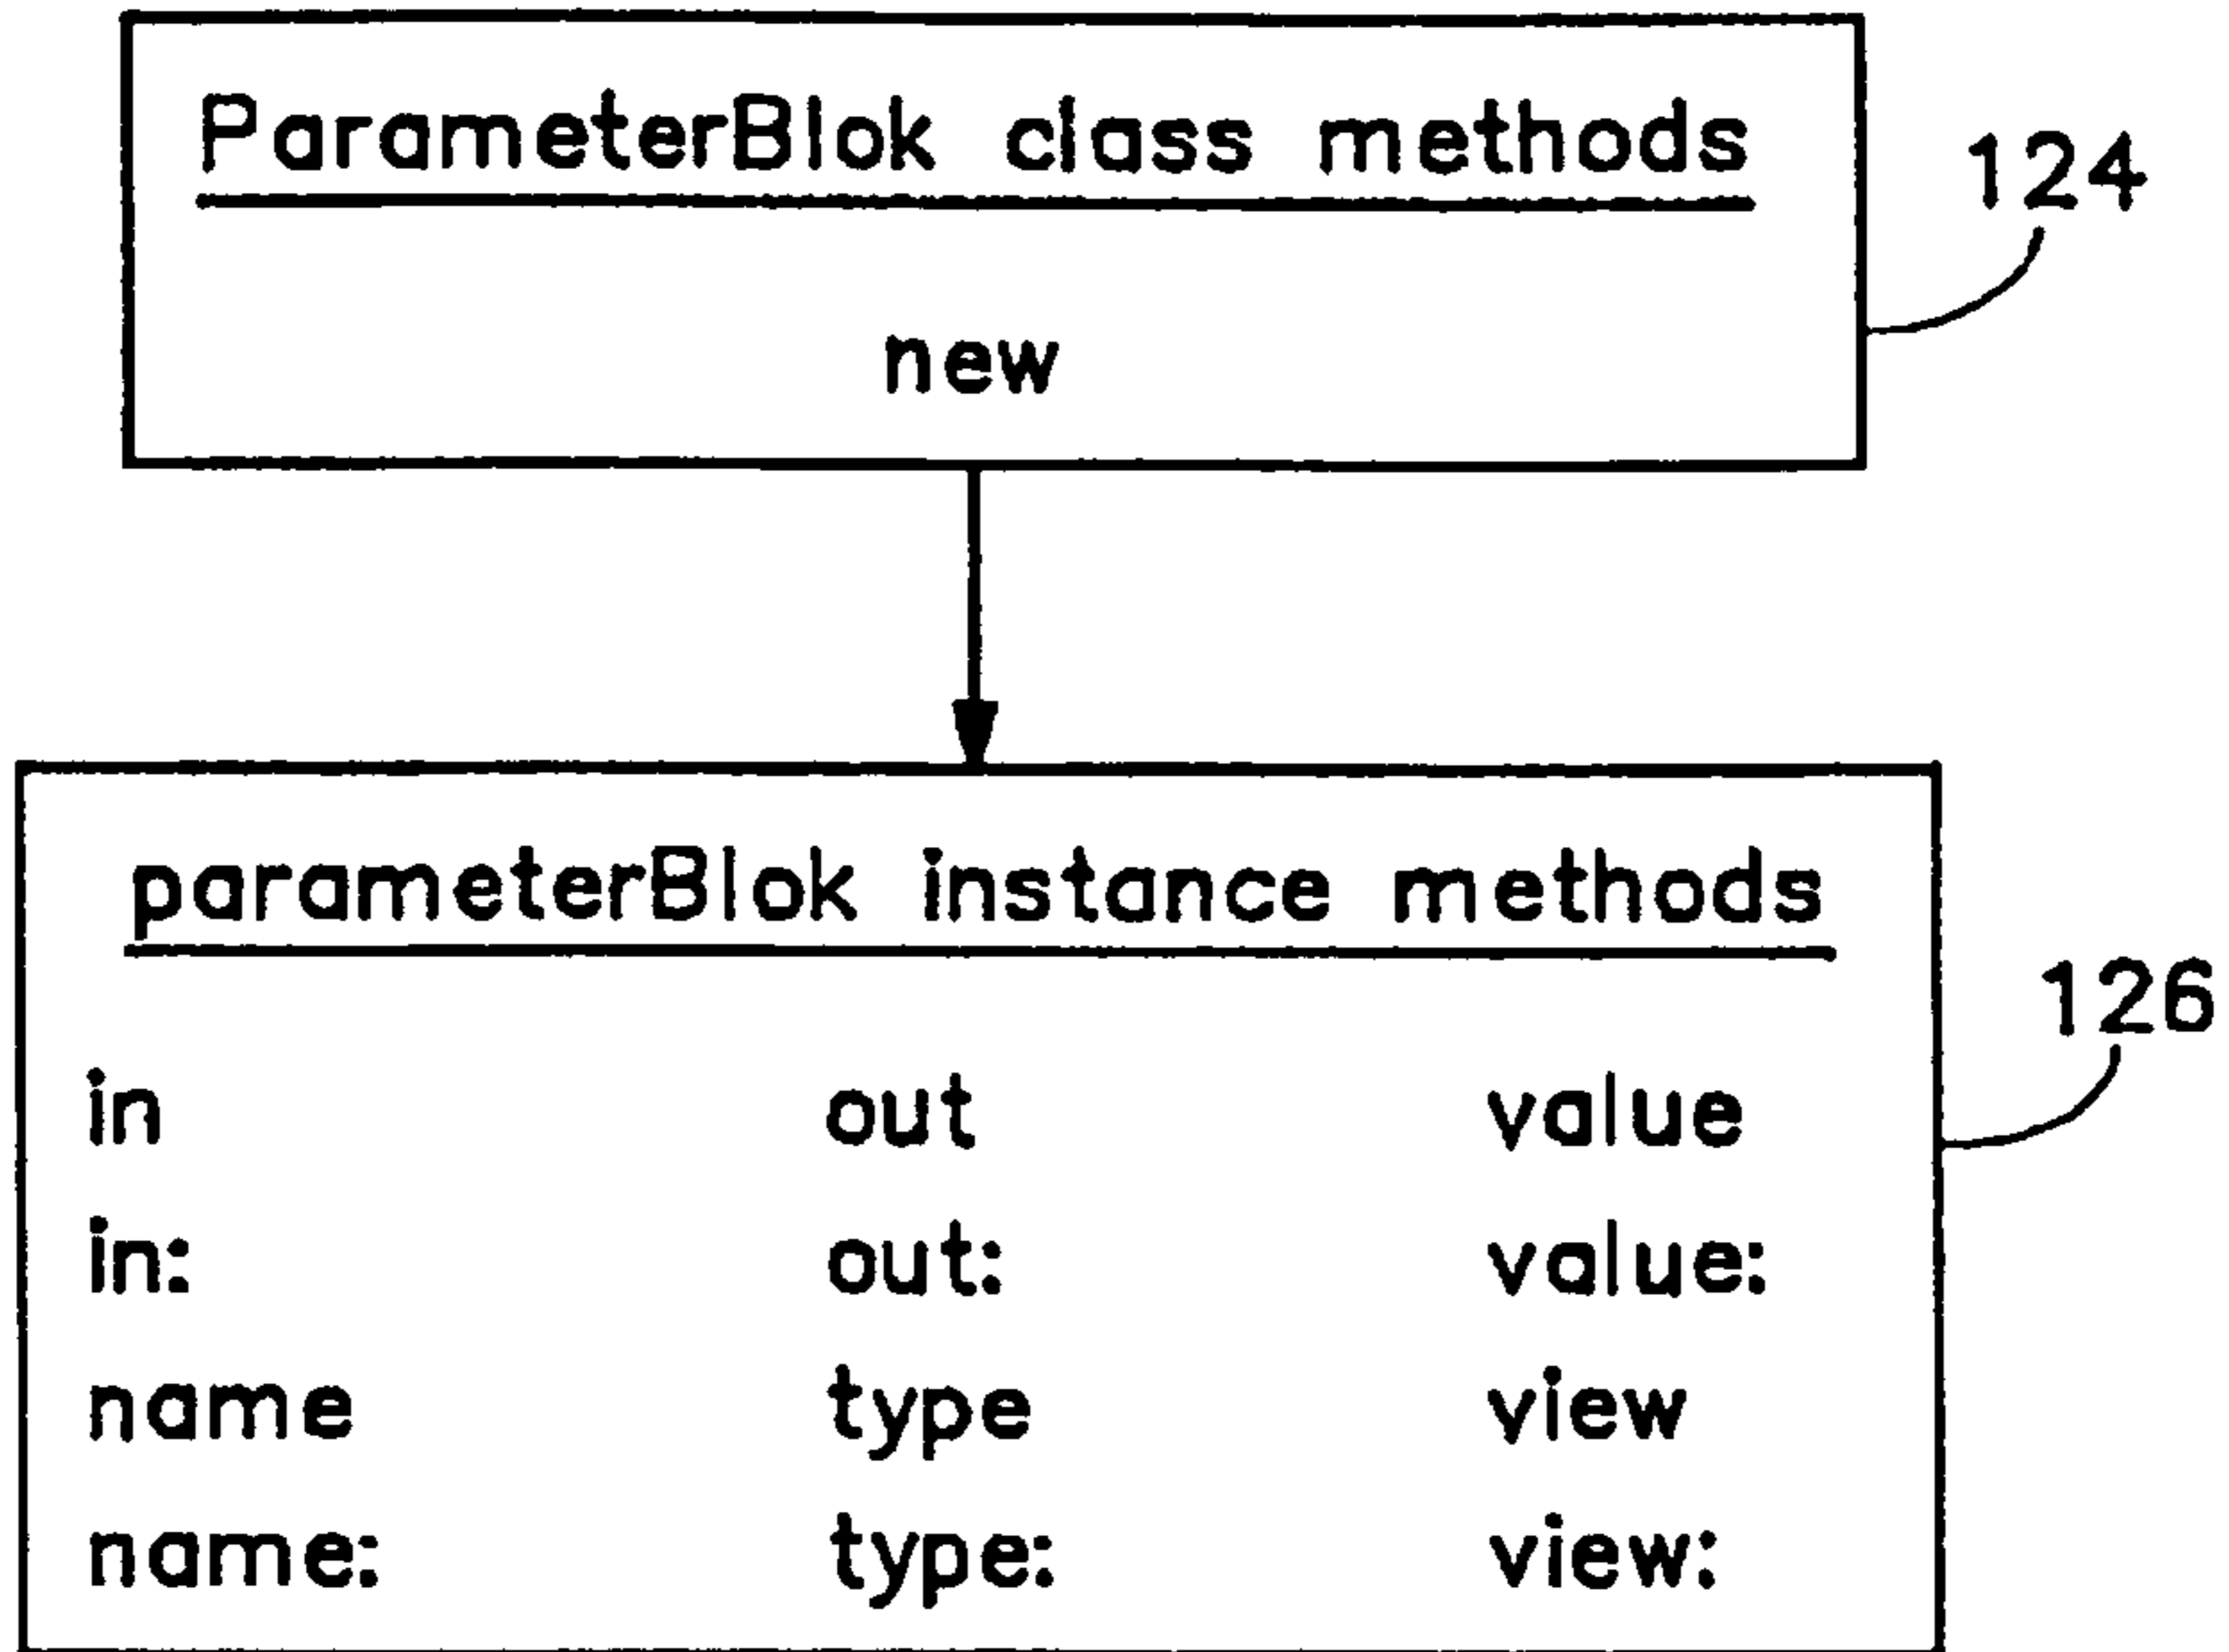 ParameterBlok class methods
124
new
parameterBlok instance methods
126
in out value
in: out: value:
name type view
name: type: view: